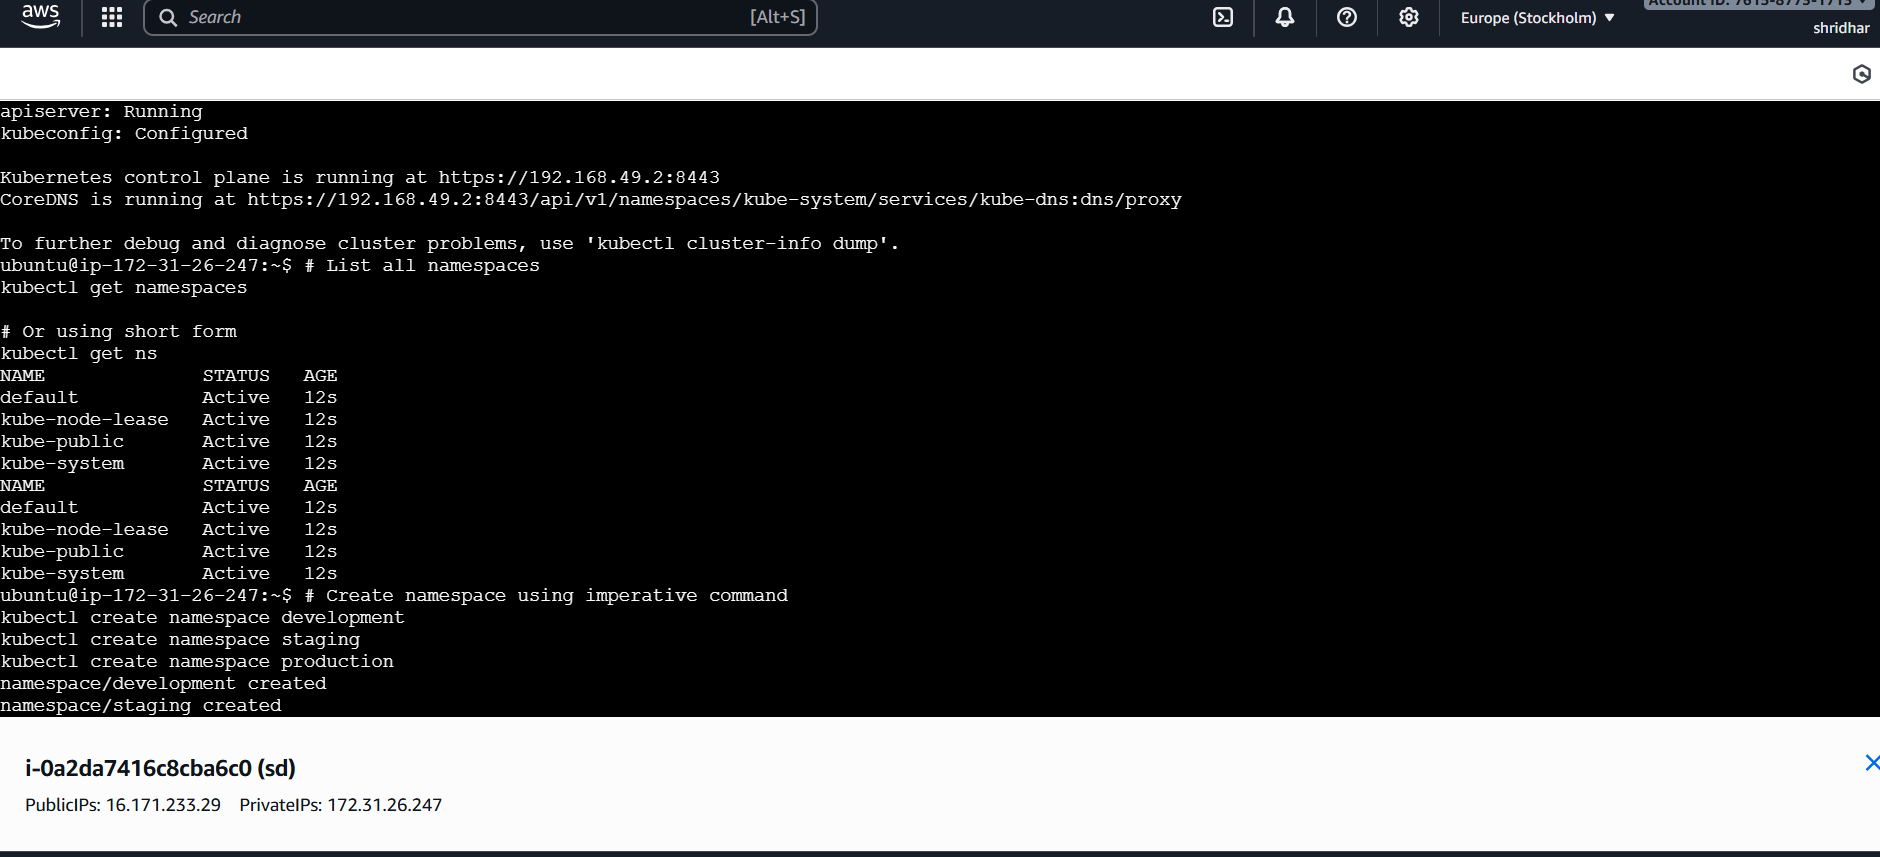 aws
Search
[Alt+S]
Europe (Stockholm)
shridhar
apiserver: Running
kubeconfig: Configured
Kubernetes control plane is running at https://192.168.49.2:8443
CoreDNS is running at https://192.168.49.2:8443/api/v1/namespaces/kube-system/services/kube-dns:dns/proxy
To further debug and diagnose cluster problems, use 'kubectl cluster-info dump'.
ubuntu@ip-172-31-26-247:~$ # List all namespaces
kubectl get namespaces
# Or using short form
kubectl get ns
NAME STATUS AGE
default Active 12s
kube-node-lease Active 12s
kube-public Active 12s
kube-system Active 12s
NAME STATUS AGE
default Active 12s
kube-node-lease Active 12s
kube-public Active 12s
kube-system Active 12s
ubuntu@ip-172-31-26-247:~$ # Create namespace using imperative command
kubectl create namespace development
kubectl create namespace staging
kubectl create namespace production
namespace/development created
namespace/staging created
i-0a2da7416c8cba6c0 (sd)
PublicIPs: 16.171.233.29 PrivateIPs: 172.31.26.247